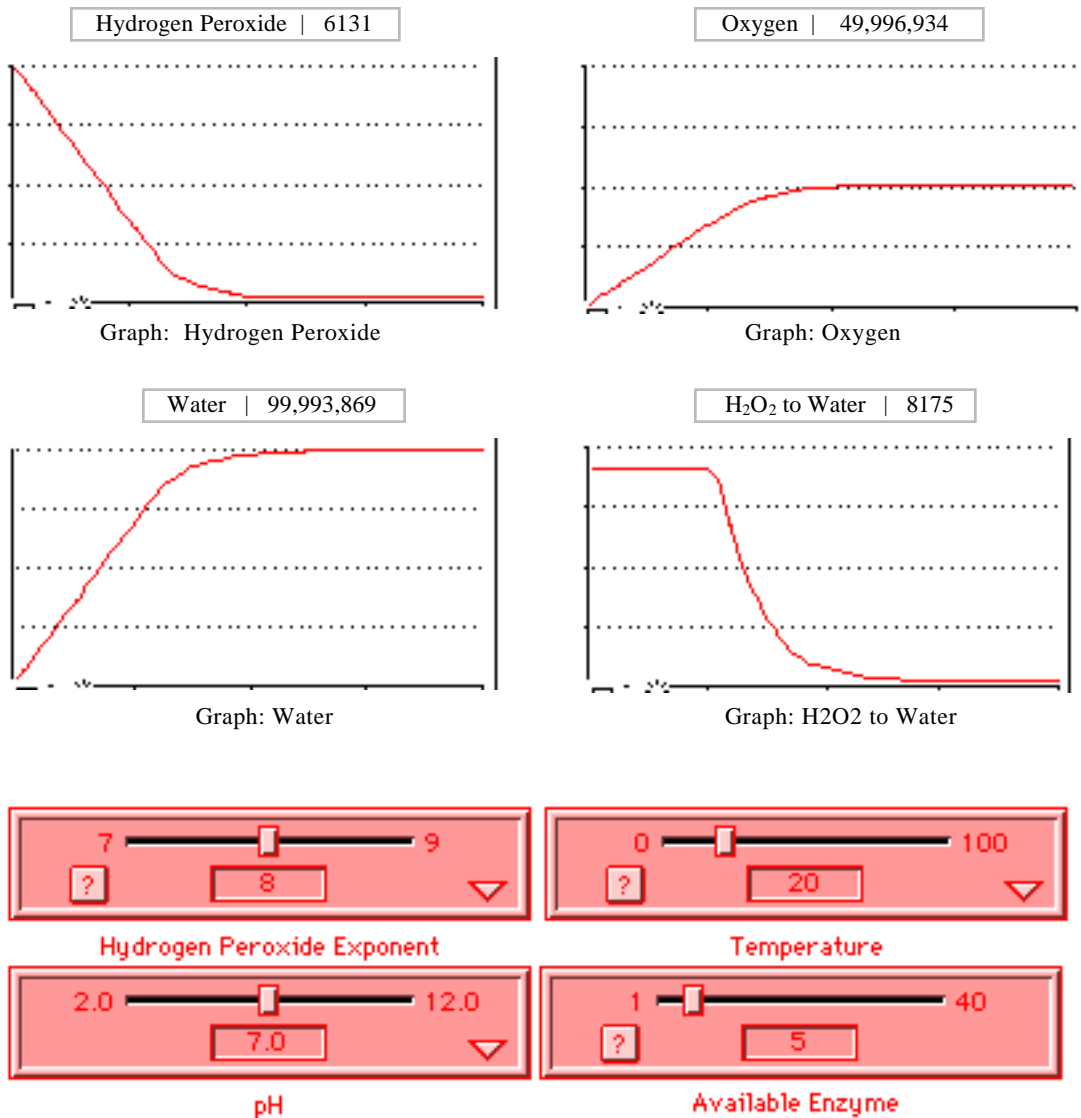 Hydrogen Peroxide | 6131
Oxygen | 49,996,934
Graph: Hydrogen Peroxide
Graph: Oxygen
Water | 99,993,869
H₂O₂ to Water | 8175
Graph: Water
Graph: H2O2 to Water
7 9
? 8
Hydrogen Peroxide Exponent
0 100
? 20
Temperature
2.0 12.0
7.0
pH
1 40
? 5
Available Enzyme